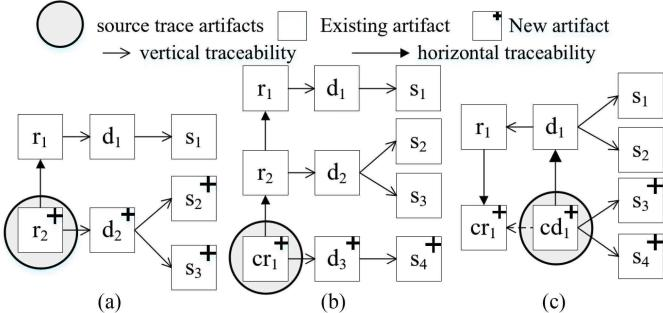 source trace artifacts Existing artifact + New artifact
vertical traceability horizontal traceability
r1 d1 s1
r2+ d2+ s2+
s3+
(a)
r1 d1 s1
r2 d2 s2
s3
cr1+ d3+ s4+
(b)
s1
r1 d1
s2
cr1+ cd1+ s3+
s4+
(c)